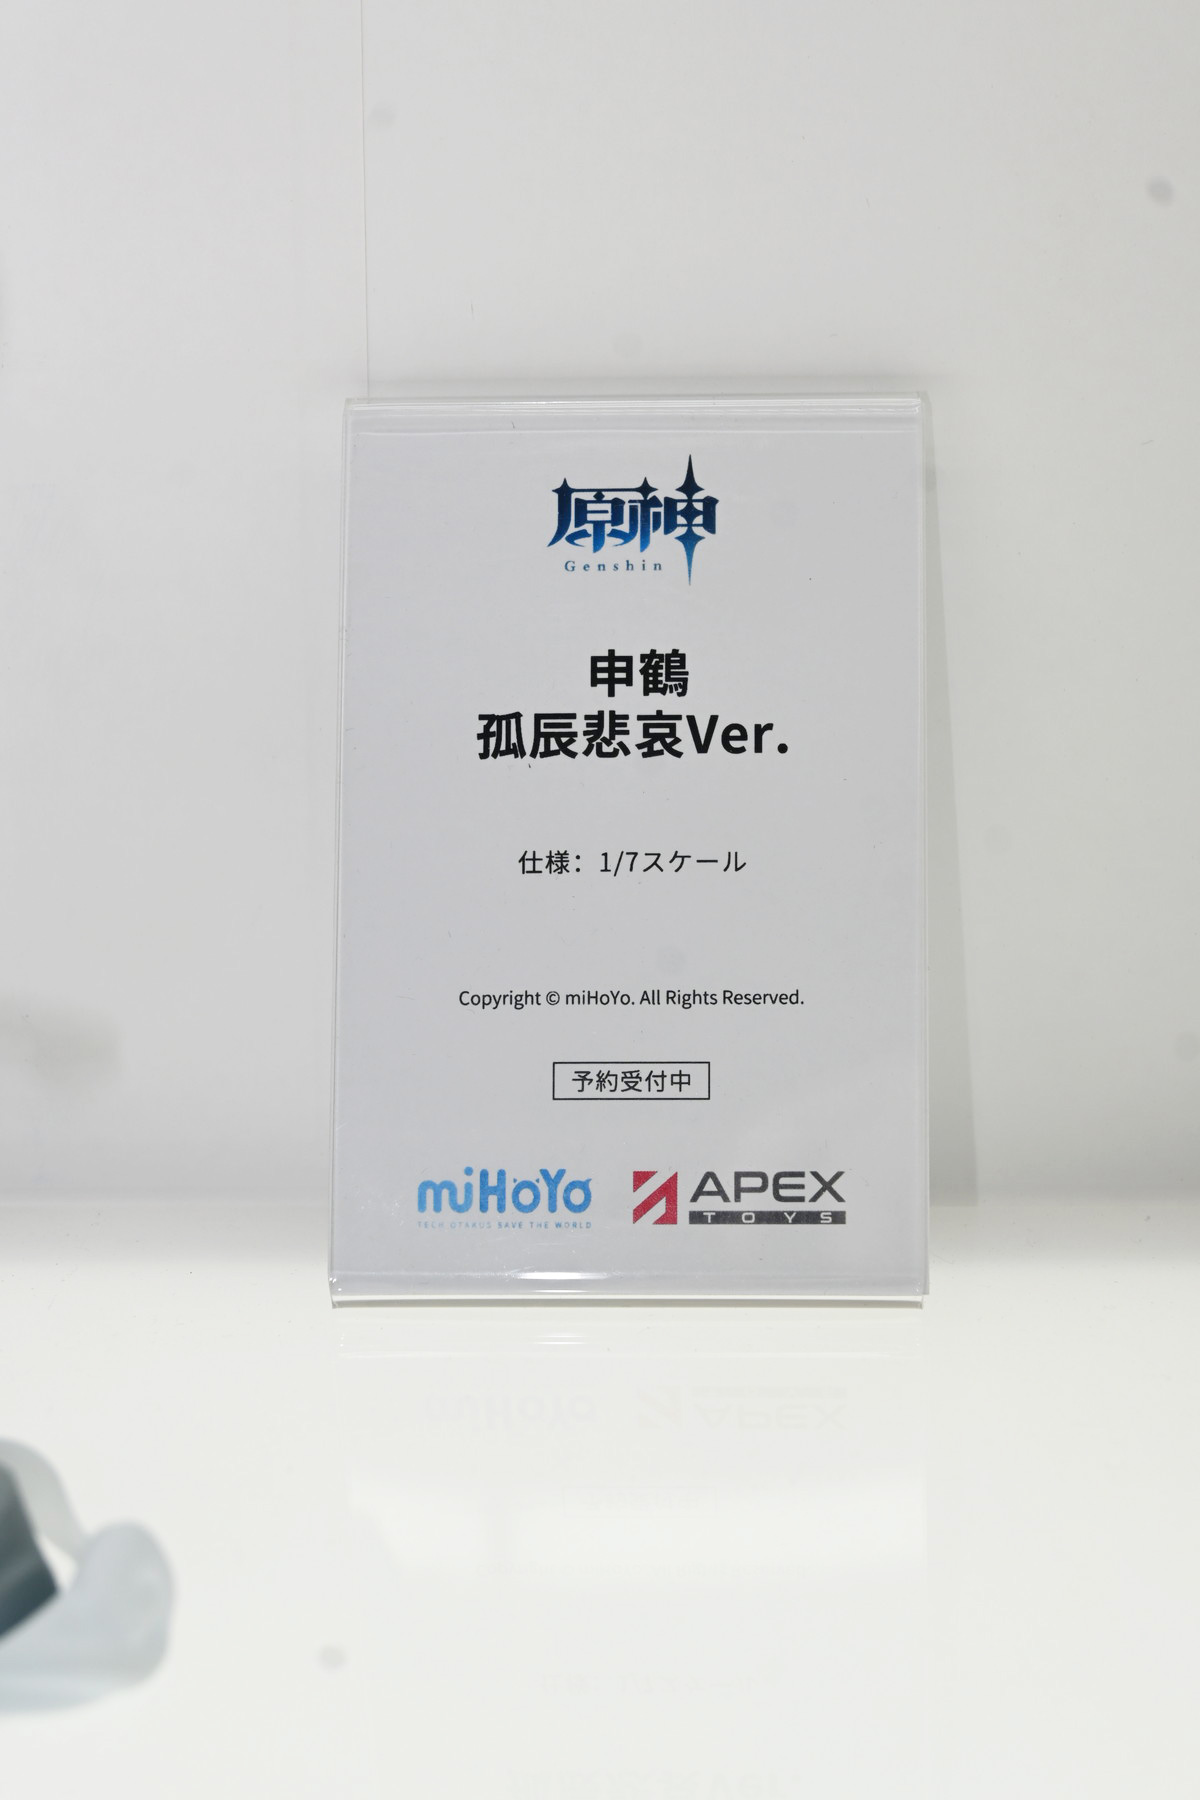 原神
Genshin
申鶴
孤辰悲哀Ver.
仕様：1/7スケール
Copyright © miHoYo. All Rights Reserved.
予約受付中
miHoYo
TECH OTAKUS SAVE THE WORLD
APEX
TOYS